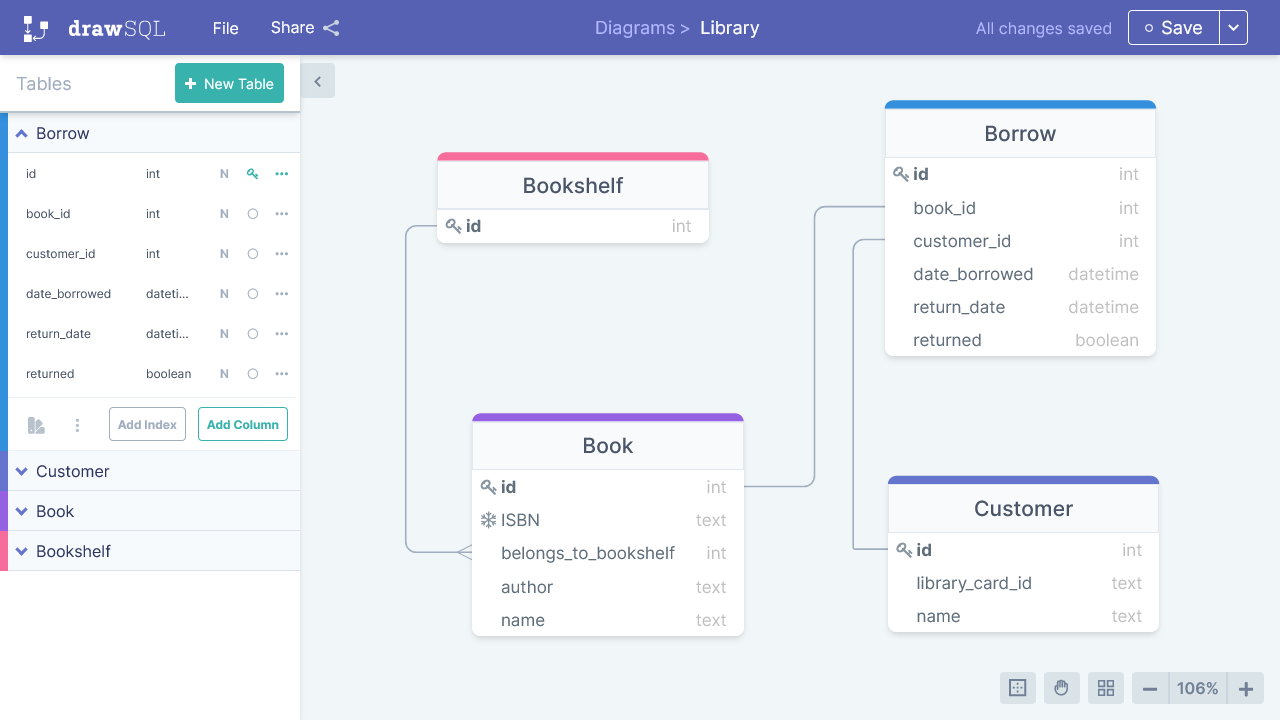 drawSQL File Share Diagrams > Library All changes saved Save
Tables + New Table
Borrow
id int N
book_id int N
customer_id int N
date_borrowed dateti... N
return_date dateti... N
returned boolean N
Add Index Add Column
Customer
Book
Bookshelf
Bookshelf
id int
Borrow
id int
book_id int
customer_id int
date_borrowed datetime
return_date datetime
returned boolean
Book
id int
ISBN text
belongs_to_bookshelf int
author text
name text
Customer
id int
library_card_id text
name text
106%